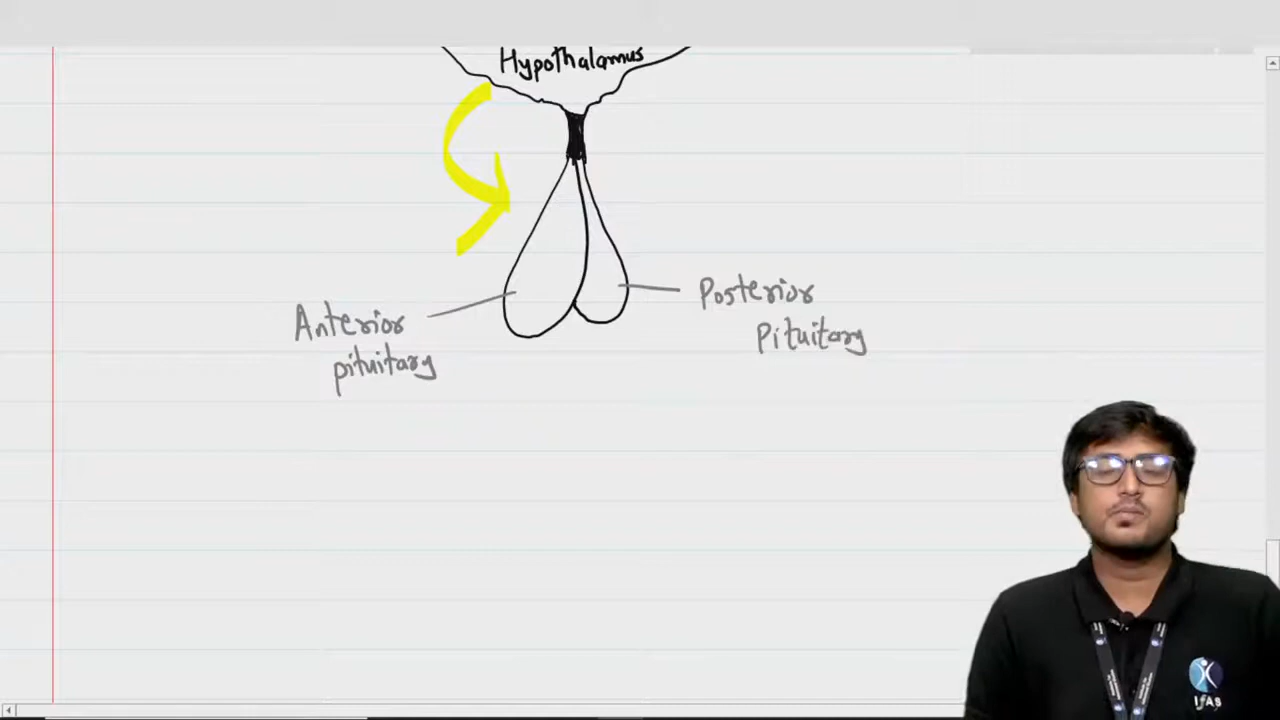 Hypothalamus
Anterior
pituitary
Posterior
Pituitary
IFAS